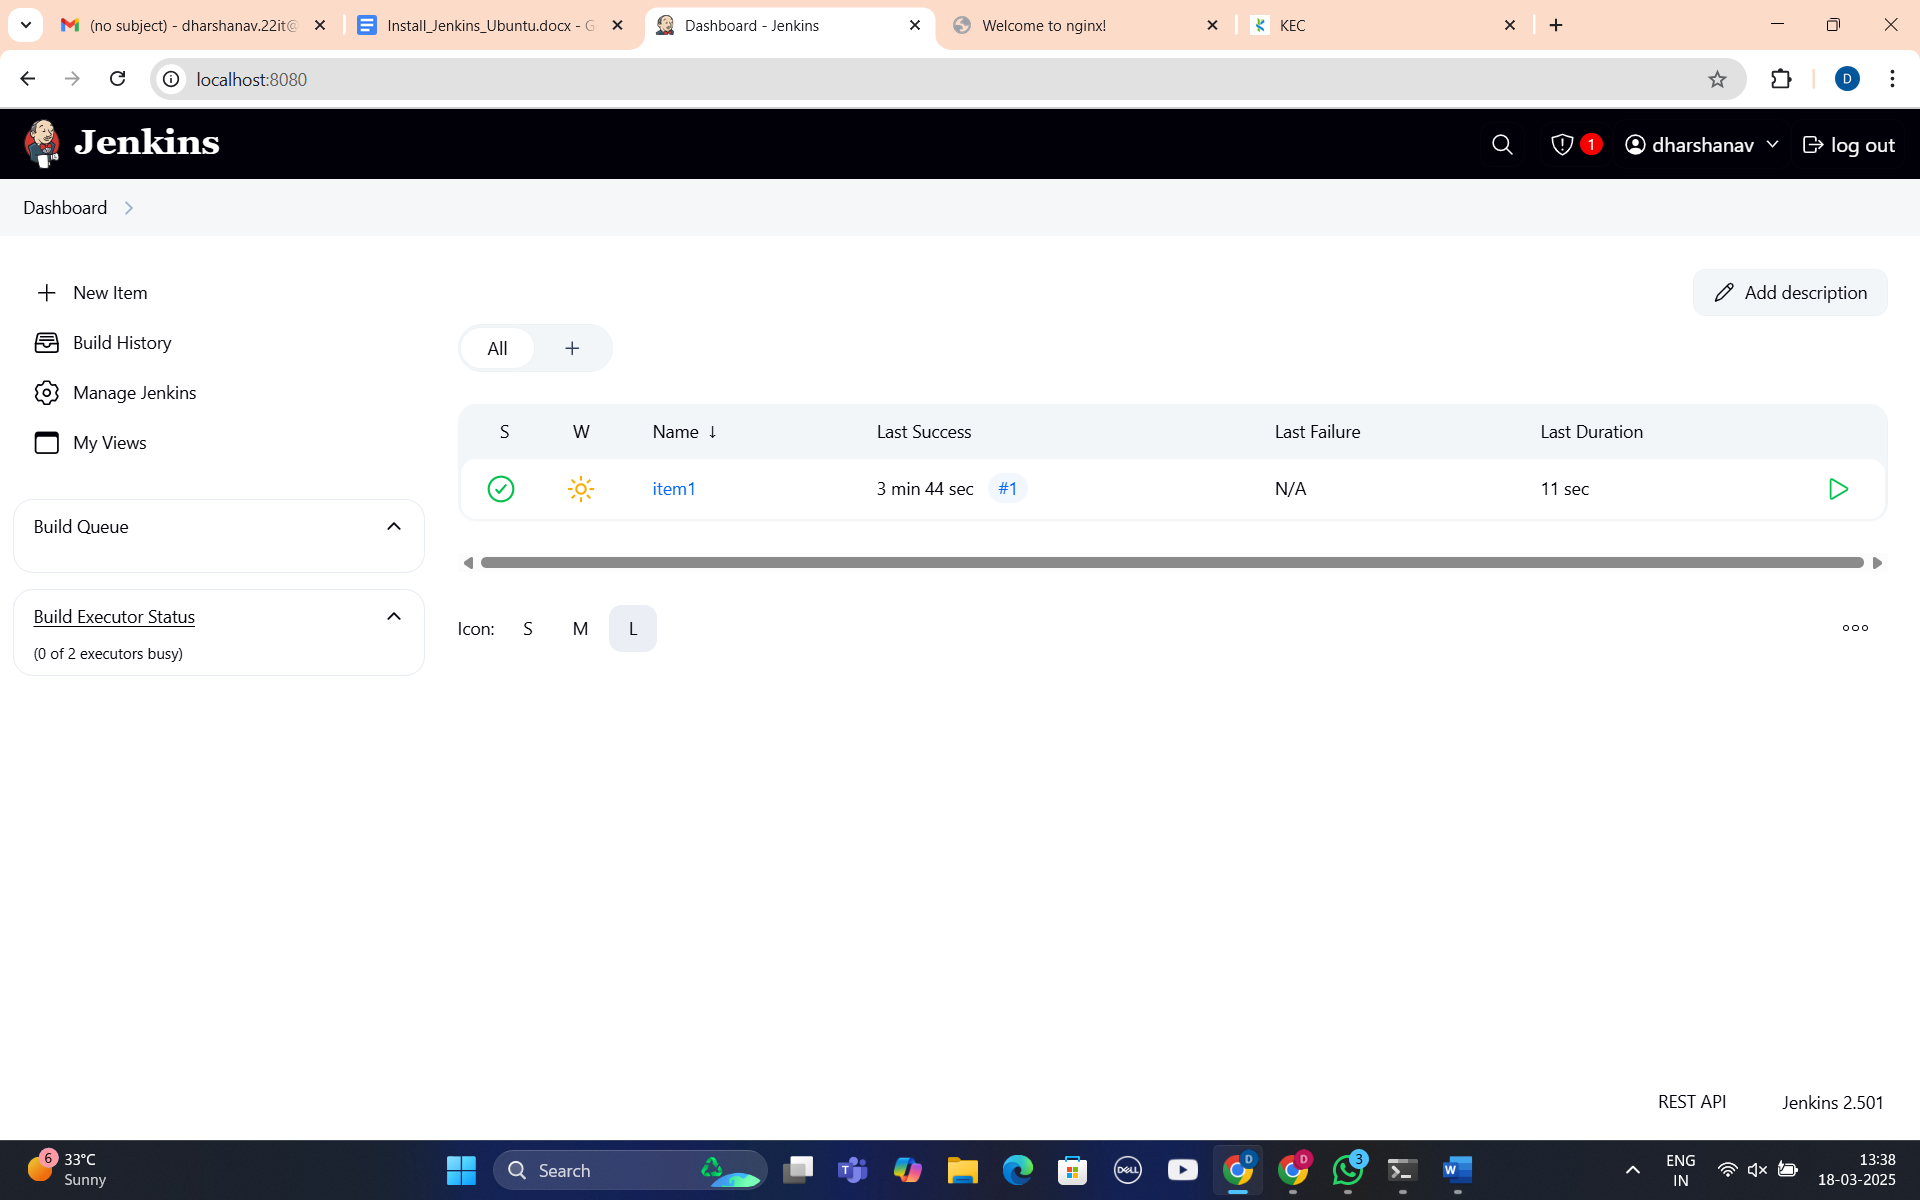 (no subject) - dharshanav.22it@
Install_Jenkins_Ubuntu.docx - G
Dashboard - Jenkins
Welcome to nginx!
KEC
localhost:8080
D
Jenkins
1
dharshanav
log out
Dashboard
New Item
Add description
Build History
All
+
Manage Jenkins
My Views
S W Name ↓ Last Success Last Failure Last Duration
item1 3 min 44 sec #1 N/A 11 sec
Build Queue
Build Executor Status
(0 of 2 executors busy)
Icon: S M L
REST API
Jenkins 2.501
6
33°C
Sunny
Search
DELL
D
D
3
ENG
IN
13:38
18-03-2025